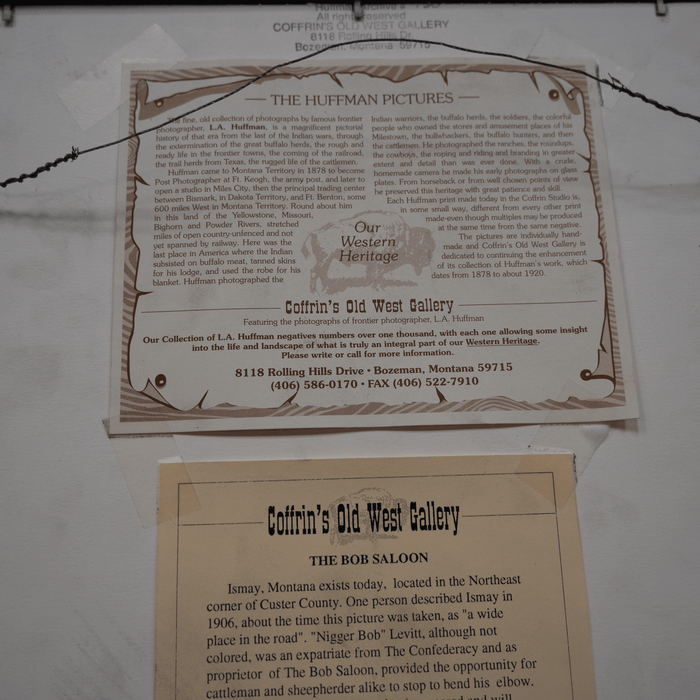 Huffman Archive's
All rights reserved
COFFRIN'S OLD WEST GALLERY
8118 Rolling Hills Dr.
Bozeman, Montana 59715
THE HUFFMAN PICTURES
The fine, old collection of photographs by famous frontier
photographer, L.A. Huffman, is a magnificent pictorial
history of that era from the last of the Indian wars, through
the extermination of the great buffalo herds, the rough and
ready life in the frontier towns, the coming of the railroad,
the trail herds from Texas, the rugged life of the cattlemen.
Huffman came to Montana Territory in 1878 to become
Post Photographer at Ft. Keogh, the army post, and later to
open a studio in Miles City, then the principal trading center
between Bismark, in Dakota Territory, and Ft. Benton, some
600 miles West in Montana Territory. Round about him
in this land of the Yellowstone, Missouri,
Bighorn and Powder Rivers, stretched
miles of open country-unfenced and not
yet spanned by railway. Here was the
last place in America where the Indian
subsisted on buffalo meat, tanned skins
for his lodge, and used the robe for his
blanket. Huffman photographed the
Indian warriors, the buffalo herds, the soldiers, the colorful
people who owned the stores and amusement places of his
Milestown, the bullwhackers, the buffalo hunters, and then
the cattlemen. He photographed the ranches, the roundups,
the cowboys, the roping and riding and branding in greater
extent and detail than was ever done. With a crude,
homemade camera he made his early photographs on glass
plates. From horseback or from well chosen points of view
he preserved this heritage with great patience and skill.
Each Huffman print made today in the Coffrin Studio is,
in some small way, different from every other print
made-even though multiples may be produced
at the same time from the same negative.
The pictures are individually hand-
made and Coffrin's Old West Gallery is
dedicated to continuing the enhancement
of its collection of Huffman's work, which
dates from 1878 to about 1920.
Our
Western
Heritage
Coffrin's Old West Gallery
Featuring the photographs of frontier photographer, L.A. Huffman
Our Collection of L.A. Huffman negatives numbers over one thousand, with each one allowing some insight
into the life and landscape of what is truly an integral part of our Western Heritage.
Please write or call for more information.
8118 Rolling Hills Drive • Bozeman, Montana 59715
(406) 586-0170 • FAX (406) 522-7910
Coffrin's Old West Gallery
THE BOB SALOON
Ismay, Montana exists today, located in the Northeast
corner of Custer County. One person described Ismay in
1906, about the time this picture was taken, as "a wide
place in the road". "Nigger Bob" Levitt, although not
colored, was an expatriate from The Confederacy and as
proprietor of The Bob Saloon, provided the opportunity for
cattleman and sheepherder alike to stop to bend his elbow.
and will